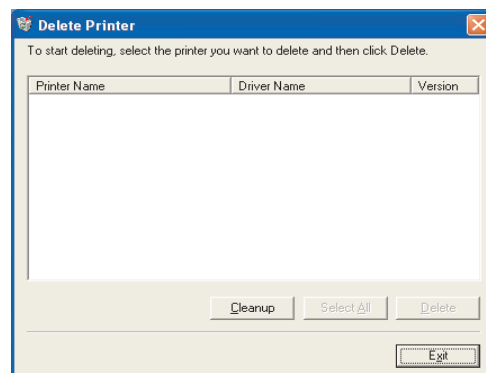 Delete Printer
To start deleting, select the printer you want to delete and then click Delete.
Printer Name Driver Name Version
Cleanup Select All Delete
Exit